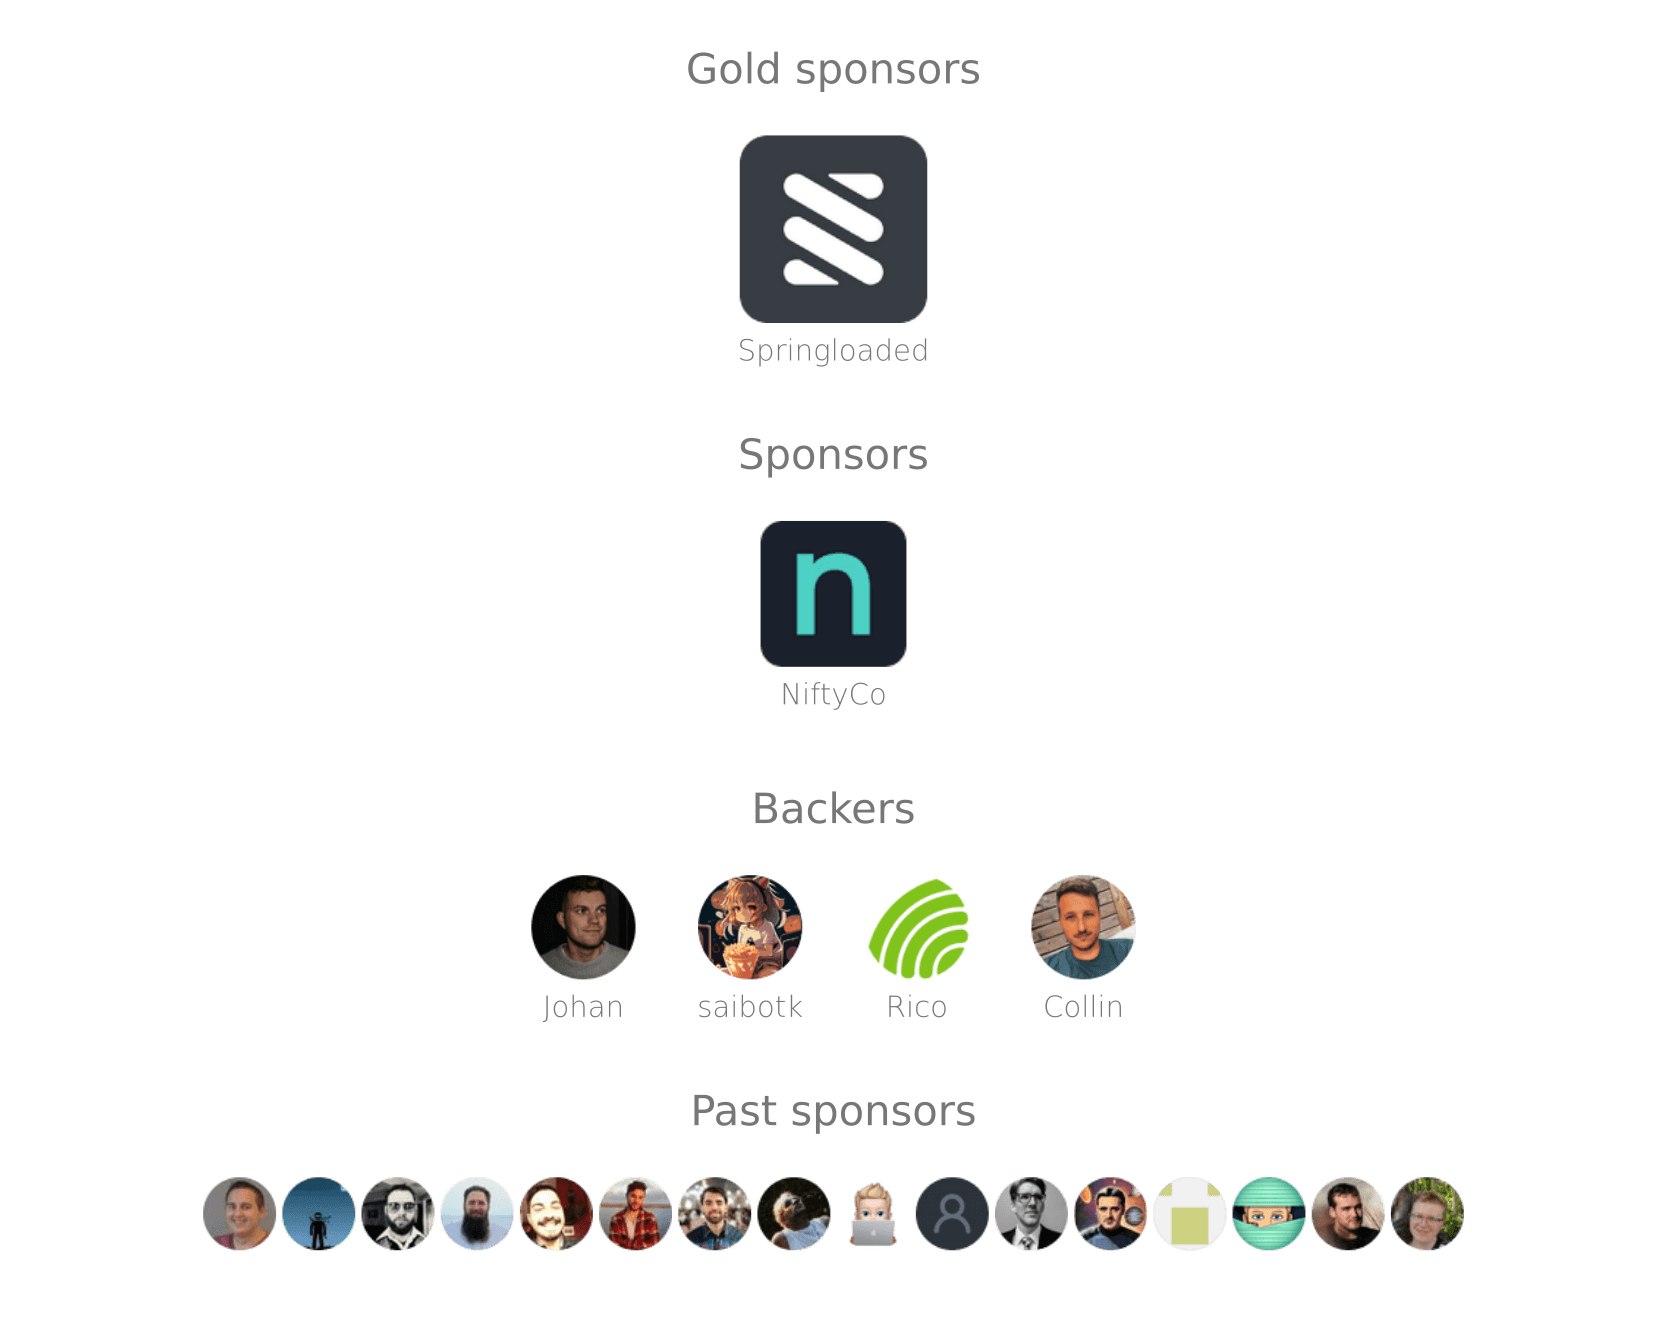 Gold sponsors
Springloaded
Sponsors
n
NiftyCo
Backers
Johan
saibotk
Rico
Collin
Past sponsors